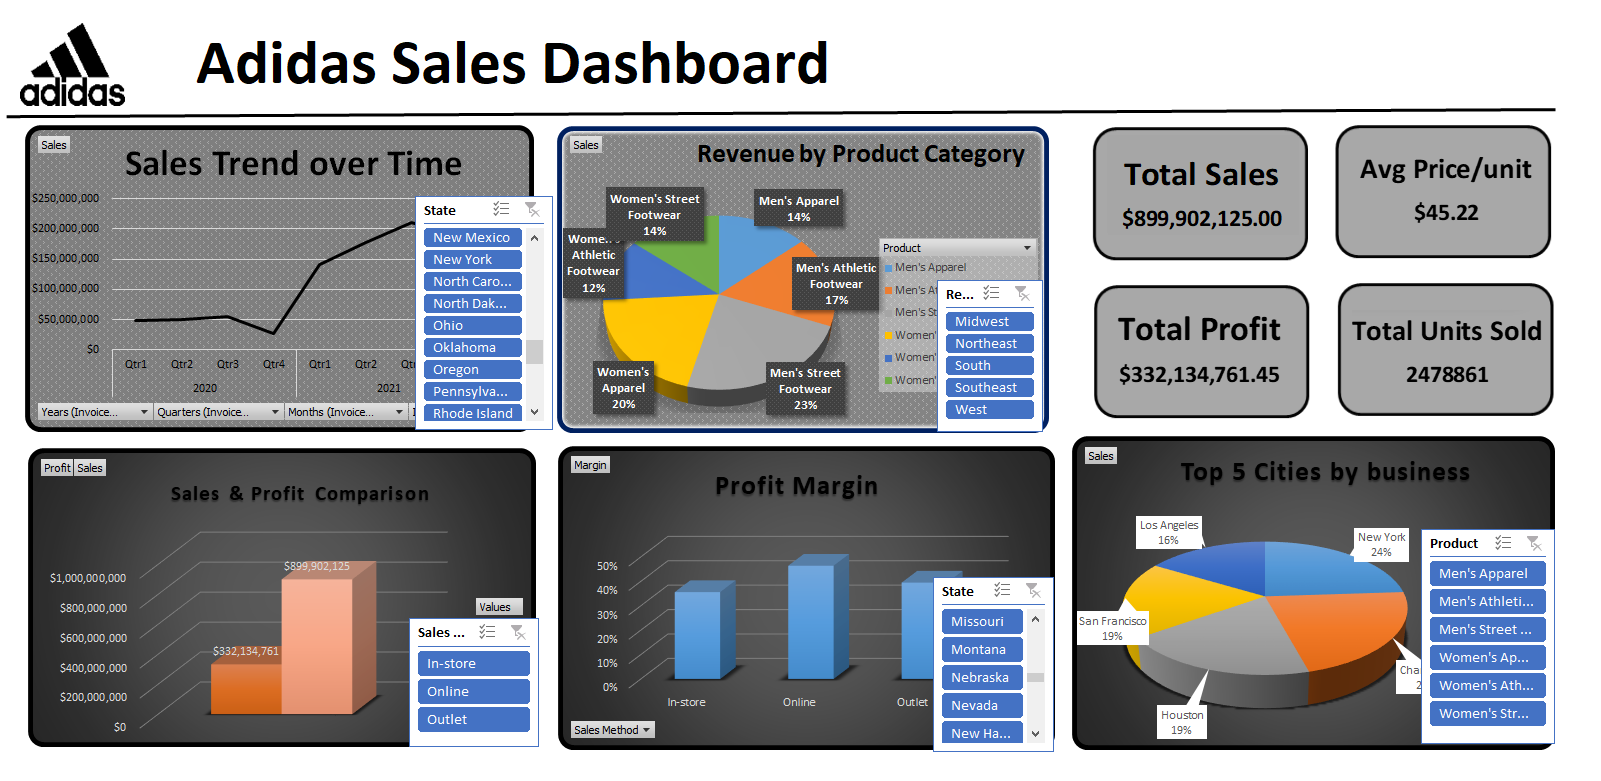 adidas
Adidas Sales Dashboard
Sales
Sales Trend over Time
$250,000,000
$200,000,000
$150,000,000
$100,000,000
$50,000,000
$0
Qtr1 Qtr2 Qtr3 Qtr4 Qtr1 Qtr2
2020 2021
Years (Invoice... Quarters (Invoice... Months (Invoice...
State
New Mexico
New York
North Caro...
North Dak...
Ohio
Oklahoma
Oregon
Pennsylva...
Rhode Island
Sales
Revenue by Product Category
Women's Street
Footwear
14%
Men's Apparel
14%
Women's
Athletic
Footwear
12%
Men's Athletic
Footwear
17%
Women's
Apparel
20%
Men's Street
Footwear
23%
Product
Men's Apparel
Men's At
Men's St
Women'
Women'
Women'
Re...
Midwest
Northeast
South
Southeast
West
Total Sales
$899,902,125.00
Avg Price/unit
$45.22
Total Profit
$332,134,761.45
Total Units Sold
2478861
Profit Sales
Sales & Profit Comparison
$1,000,000,000
$800,000,000
$600,000,000
$400,000,000
$200,000,000
$0
$899,902,125
$332,134,761
Values
Sales ...
In-store
Online
Outlet
Margin
Profit Margin
50%
40%
30%
20%
10%
0%
In-store Online Outlet
Sales Method
State
Missouri
Montana
Nebraska
Nevada
New Ha...
Sales
Top 5 Cities by business
Los Angeles
16%
New York
24%
San Francisco
19%
Cha
2
Houston
19%
Product
Men's Apparel
Men's Athleti...
Men's Street ...
Women's Ap...
Women's Ath...
Women's Str...